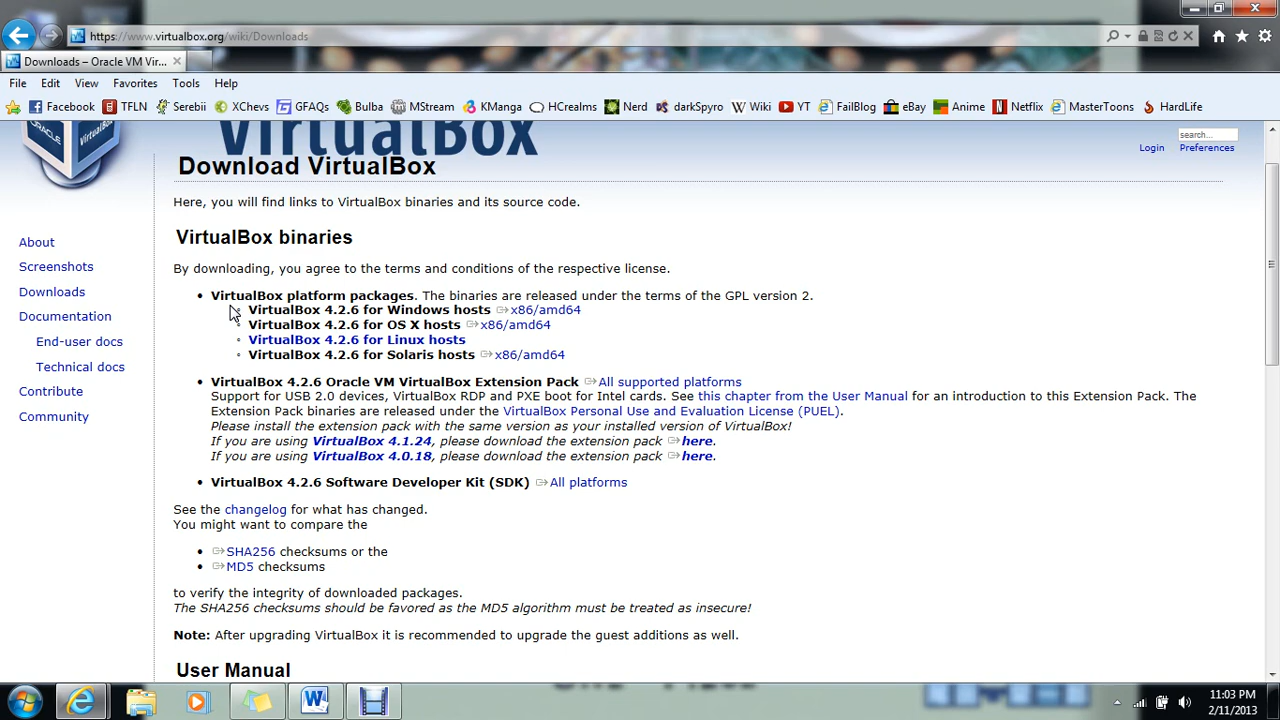 https://www.virtualbox.org/wiki/Downloads
Downloads – Oracle VM Vir...
File Edit View Favorites Tools Help
Facebook TFLN Serebii XChevs GFAQs Bulba MStream KManga HCrealms Nerd darkSpyro Wiki YT FailBlog eBay Anime Netflix MasterToons HardLife
ORACLE
VirtualBox
VirtualBox
search...
Login Preferences
Download VirtualBox
Here, you will find links to VirtualBox binaries and its source code.
About
Screenshots
Downloads
Documentation
End-user docs
Technical docs
Contribute
Community
VirtualBox binaries
By downloading, you agree to the terms and conditions of the respective license.
• VirtualBox platform packages. The binaries are released under the terms of the GPL version 2.
VirtualBox 4.2.6 for Windows hosts x86/amd64
VirtualBox 4.2.6 for OS X hosts x86/amd64
VirtualBox 4.2.6 for Linux hosts
VirtualBox 4.2.6 for Solaris hosts x86/amd64
• VirtualBox 4.2.6 Oracle VM VirtualBox Extension Pack All supported platforms
Support for USB 2.0 devices, VirtualBox RDP and PXE boot for Intel cards. See this chapter from the User Manual for an introduction to this Extension Pack. The
Extension Pack binaries are released under the VirtualBox Personal Use and Evaluation License (PUEL).
Please install the extension pack with the same version as your installed version of VirtualBox!
If you are using VirtualBox 4.1.24, please download the extension pack here.
If you are using VirtualBox 4.0.18, please download the extension pack here.
• VirtualBox 4.2.6 Software Developer Kit (SDK) All platforms
See the changelog for what has changed.
You might want to compare the
• SHA256 checksums or the
• MD5 checksums
to verify the integrity of downloaded packages.
The SHA256 checksums should be favored as the MD5 algorithm must be treated as insecure!
Note: After upgrading VirtualBox it is recommended to upgrade the guest additions as well.
User Manual
11:03 PM
2/11/2013